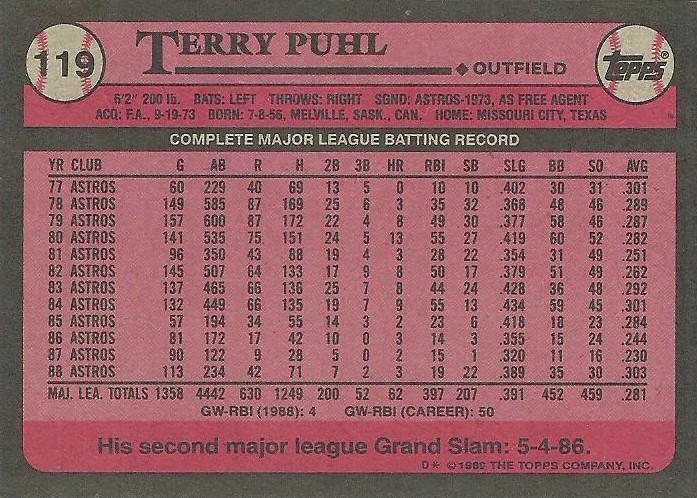 119
TERRY PUHL
◆ OUTFIELD
Topps®
6'2" 200 lb. BATS: LEFT THROWS: RIGHT SGND: ASTROS-1973, AS FREE AGENT
ACQ: F.A., 9-19-73 BORN: 7-8-56, MELVILLE, SASK., CAN. HOME: MISSOURI CITY, TEXAS
COMPLETE MAJOR LEAGUE BATTING RECORD
YR CLUB G AB R H 2B 3B HR RBI SB SLG BB SO AVG
77 ASTROS 60 229 40 69 13 5 0 10 10 .402 30 31 .301
78 ASTROS 149 585 87 169 25 6 3 35 32 .368 48 46 .289
79 ASTROS 157 600 87 172 22 4 8 49 30 .377 58 46 .287
80 ASTROS 141 535 75 151 24 5 13 55 27 .419 60 52 .282
81 ASTROS 96 350 43 88 19 4 3 28 22 .354 31 49 .251
82 ASTROS 145 507 64 133 17 9 8 50 17 .379 51 49 .262
83 ASTROS 137 465 66 136 25 7 8 44 24 .428 36 48 .292
84 ASTROS 132 449 66 135 19 7 9 55 13 .434 59 45 .301
85 ASTROS 57 194 34 55 14 3 2 23 6 .418 18 23 .284
86 ASTROS 81 172 17 42 10 0 3 14 3 .355 15 24 .244
87 ASTROS 90 122 9 28 5 0 2 15 1 .320 11 16 .230
88 ASTROS 113 234 42 71 7 2 3 19 22 .389 35 30 .303
MAJ. LEA. TOTALS 1358 4442 630 1249 200 52 62 397 207 .391 452 459 .281
GW-RBI (1988): 4 GW-RBI (CAREER): 50
His second major league Grand Slam: 5-4-86.
D* © 1989 THE TOPPS COMPANY, INC.